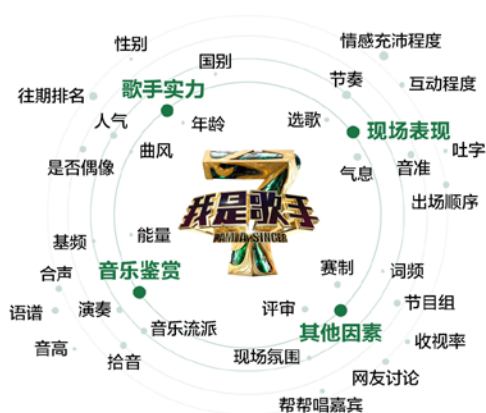 性别
国别
情感充沛程度
歌手实力
节奏
往期排名
互动程度
人气
年龄
选歌
现场表现
是否偶像
曲风
气息
音准
吐字
出场顺序
我是歌手
I AM A SINGER
基频
能量
合声
音乐鉴赏
赛制
词频
语谱
演奏
音乐流派
评审
节目组
其他因素
音高
拾音
现场氛围
收视率
网友讨论
帮帮唱嘉宾